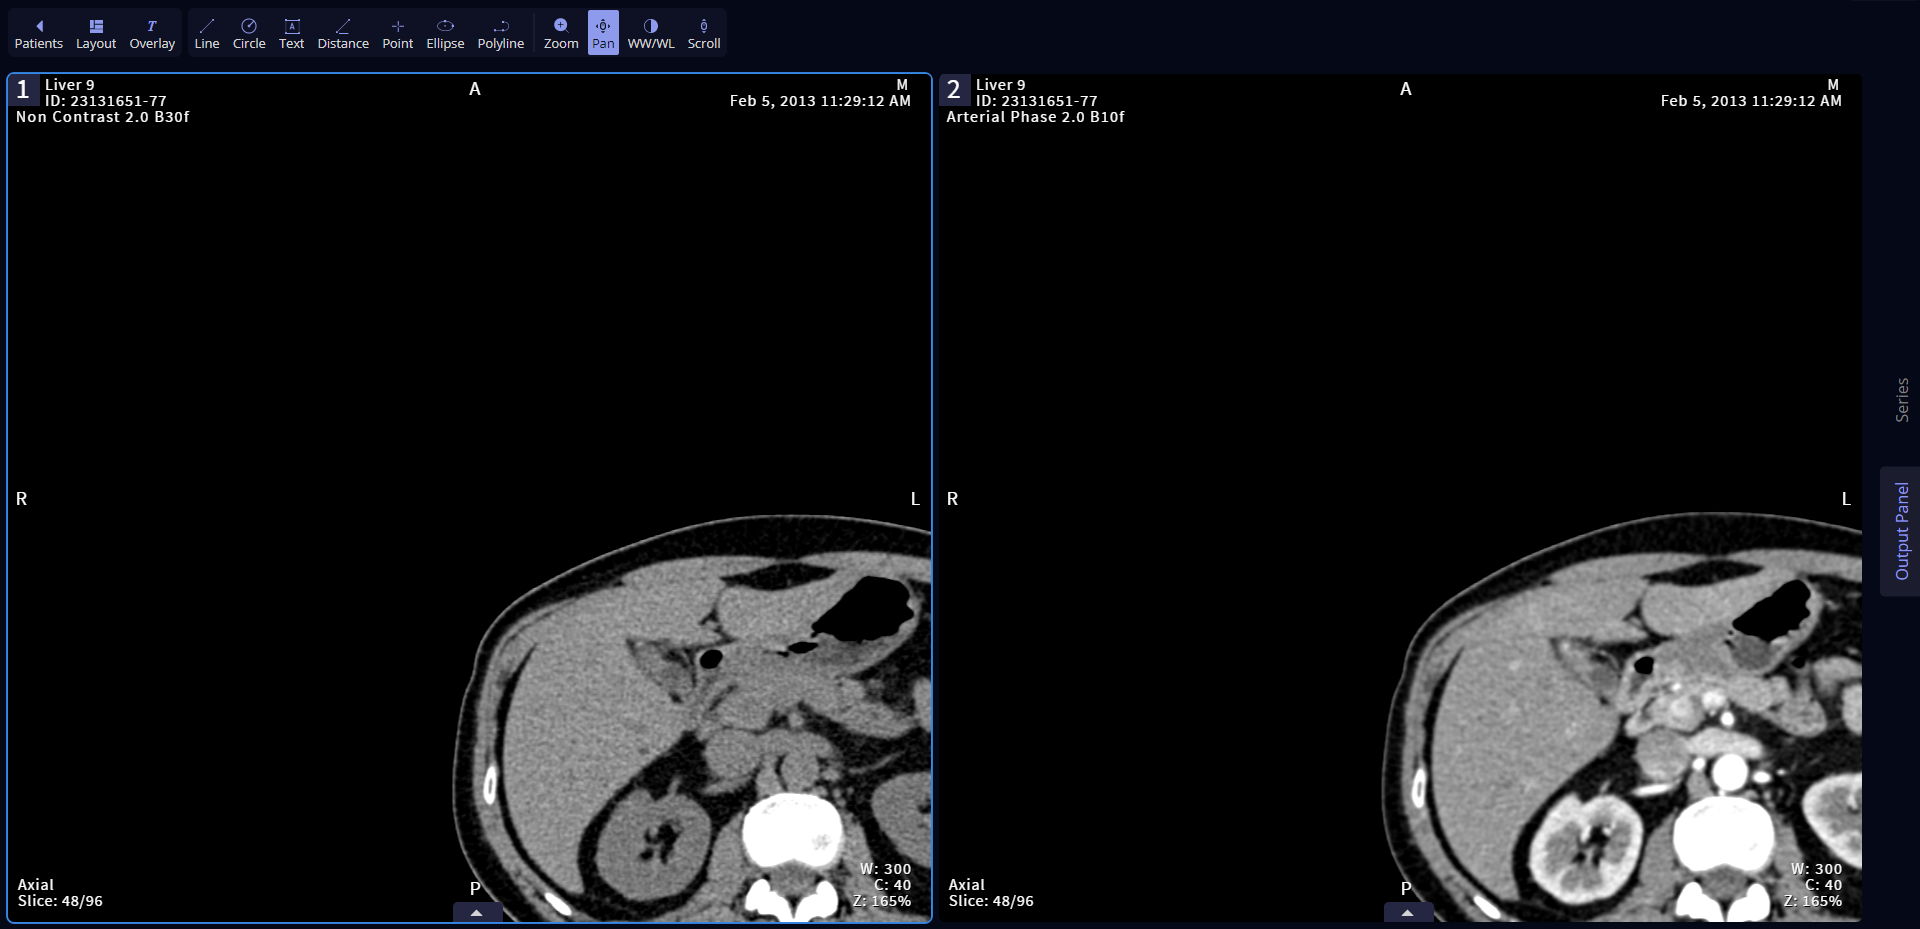 Patients Layout Overlay Line Circle Text Distance Point Ellipse Polyline Zoom Pan WW/WL Scroll
1
Liver 9
ID: 23131651-77
Non Contrast 2.0 B30f
A
M
Feb 5, 2013 11:29:12 AM
R
L
Axial
Slice: 48/96
P
W: 300
C: 40
Z: 165%
2
Liver 9
ID: 23131651-77
Arterial Phase 2.0 B10f
A
M
Feb 5, 2013 11:29:12 AM
R
L
Axial
Slice: 48/96
P
W: 300
C: 40
Z: 165%
Series
Output Panel